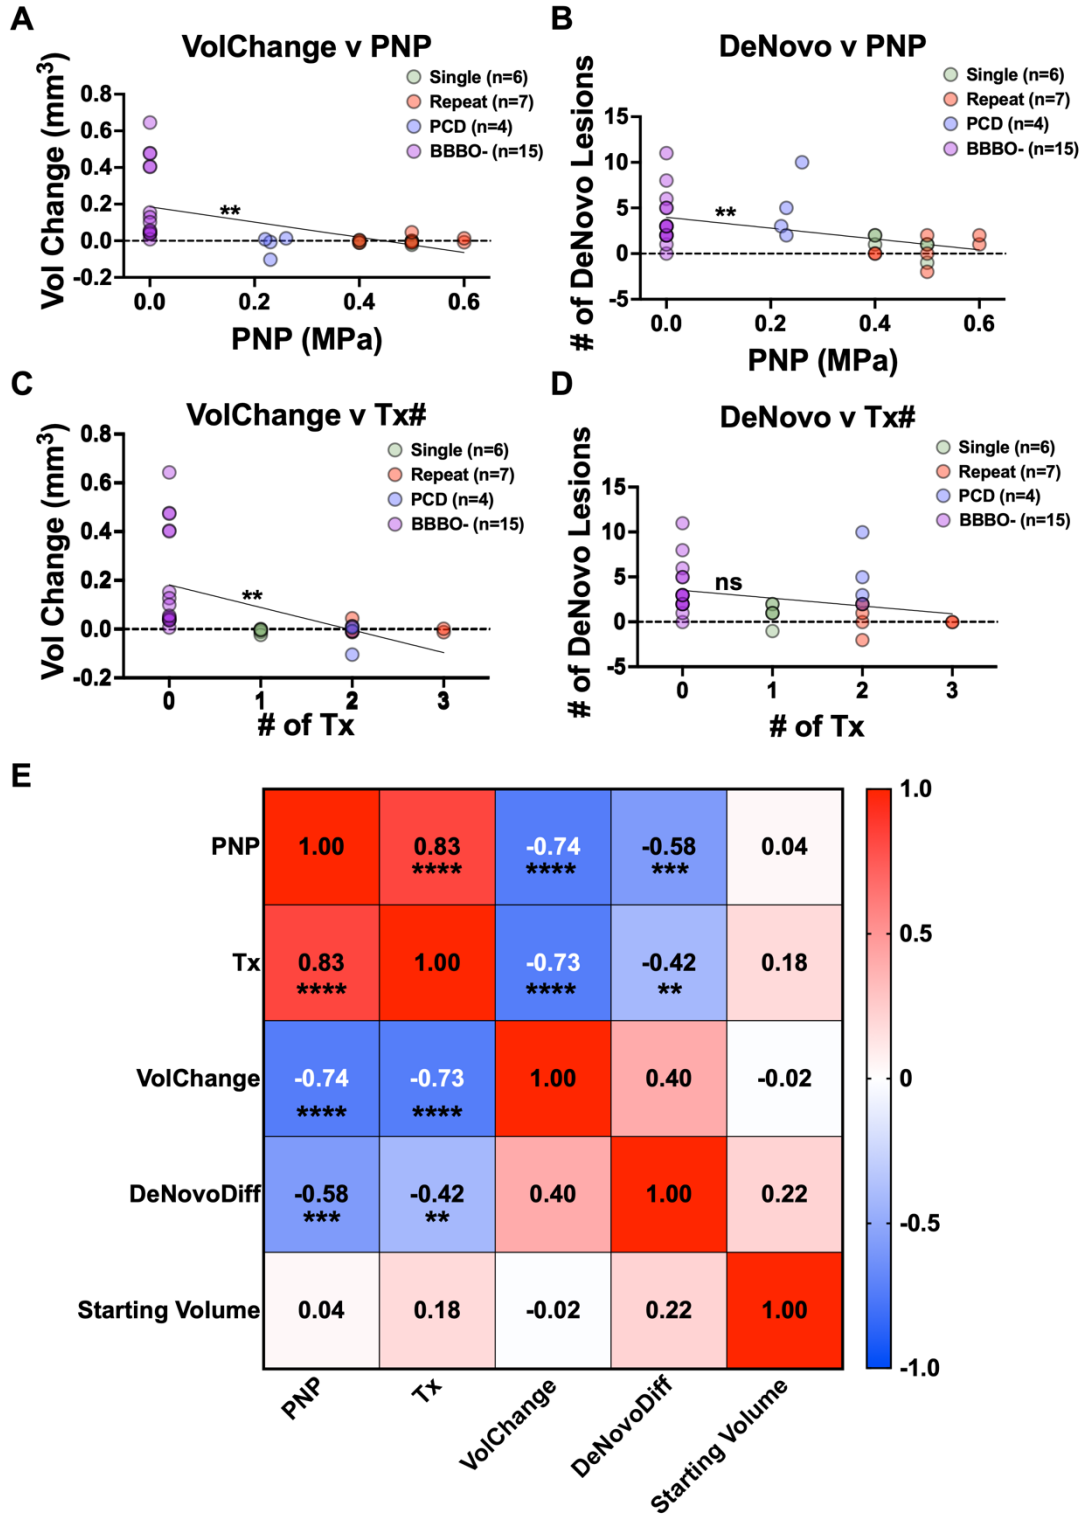 A
VolChange v PNP
Vol Change (mm³)
0.8
0.6
0.4
0.2
0.0
-0.2
Single (n=6)
Repeat (n=7)
PCD (n=4)
BBBO- (n=15)
**
0.0 0.2 0.4 0.6
PNP (MPa)
B
DeNovo v PNP
# of DeNovo Lesions
15
10
5
0
-5
Single (n=6)
Repeat (n=7)
PCD (n=4)
BBBO- (n=15)
**
0.0 0.2 0.4 0.6
PNP (MPa)
C
VolChange v Tx#
Vol Change (mm³)
0.8
0.6
0.4
0.2
0.0
-0.2
Single (n=6)
Repeat (n=7)
PCD (n=4)
BBBO- (n=15)
**
0 1 2 3
# of Tx
D
DeNovo v Tx#
# of DeNovo Lesions
15
10
5
0
-5
Single (n=6)
Repeat (n=7)
PCD (n=4)
BBBO- (n=15)
ns
0 1 2 3
# of Tx
E
PNP 1.00 0.83 -0.74 -0.58 0.04
**** **** ***
Tx 0.83 1.00 -0.73 -0.42 0.18
**** **** **
VolChange -0.74 -0.73 1.00 0.40 -0.02
**** ****
DeNovoDiff -0.58 -0.42 0.40 1.00 0.22
*** **
Starting Volume 0.04 0.18 -0.02 0.22 1.00
PNP Tx VolChange DeNovoDiff Starting Volume
1.0
0.5
0
-0.5
-1.0